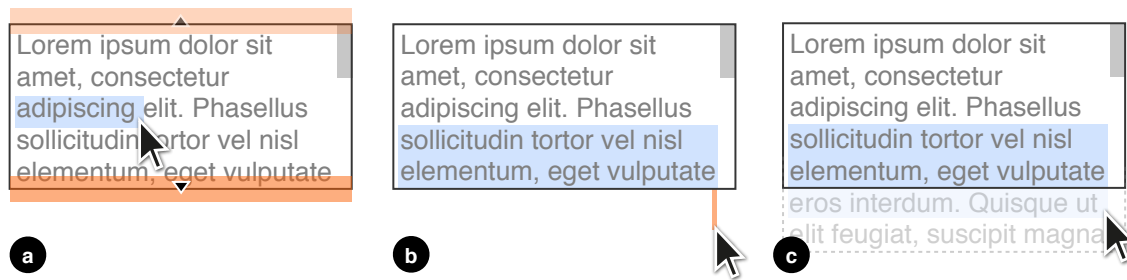 Lorem ipsum dolor sit
amet, consectetur
adipiscing elit. Phasellus
sollicitudin tortor vel nisl
elementum, eget vulputate
a
Lorem ipsum dolor sit
amet, consectetur
adipiscing elit. Phasellus
sollicitudin tortor vel nisl
elementum, eget vulputate
b
Lorem ipsum dolor sit
amet, consectetur
adipiscing elit. Phasellus
sollicitudin tortor vel nisl
elementum, eget vulputate
eros interdum. Quisque ut
elit feugiat, suscipit magna
c